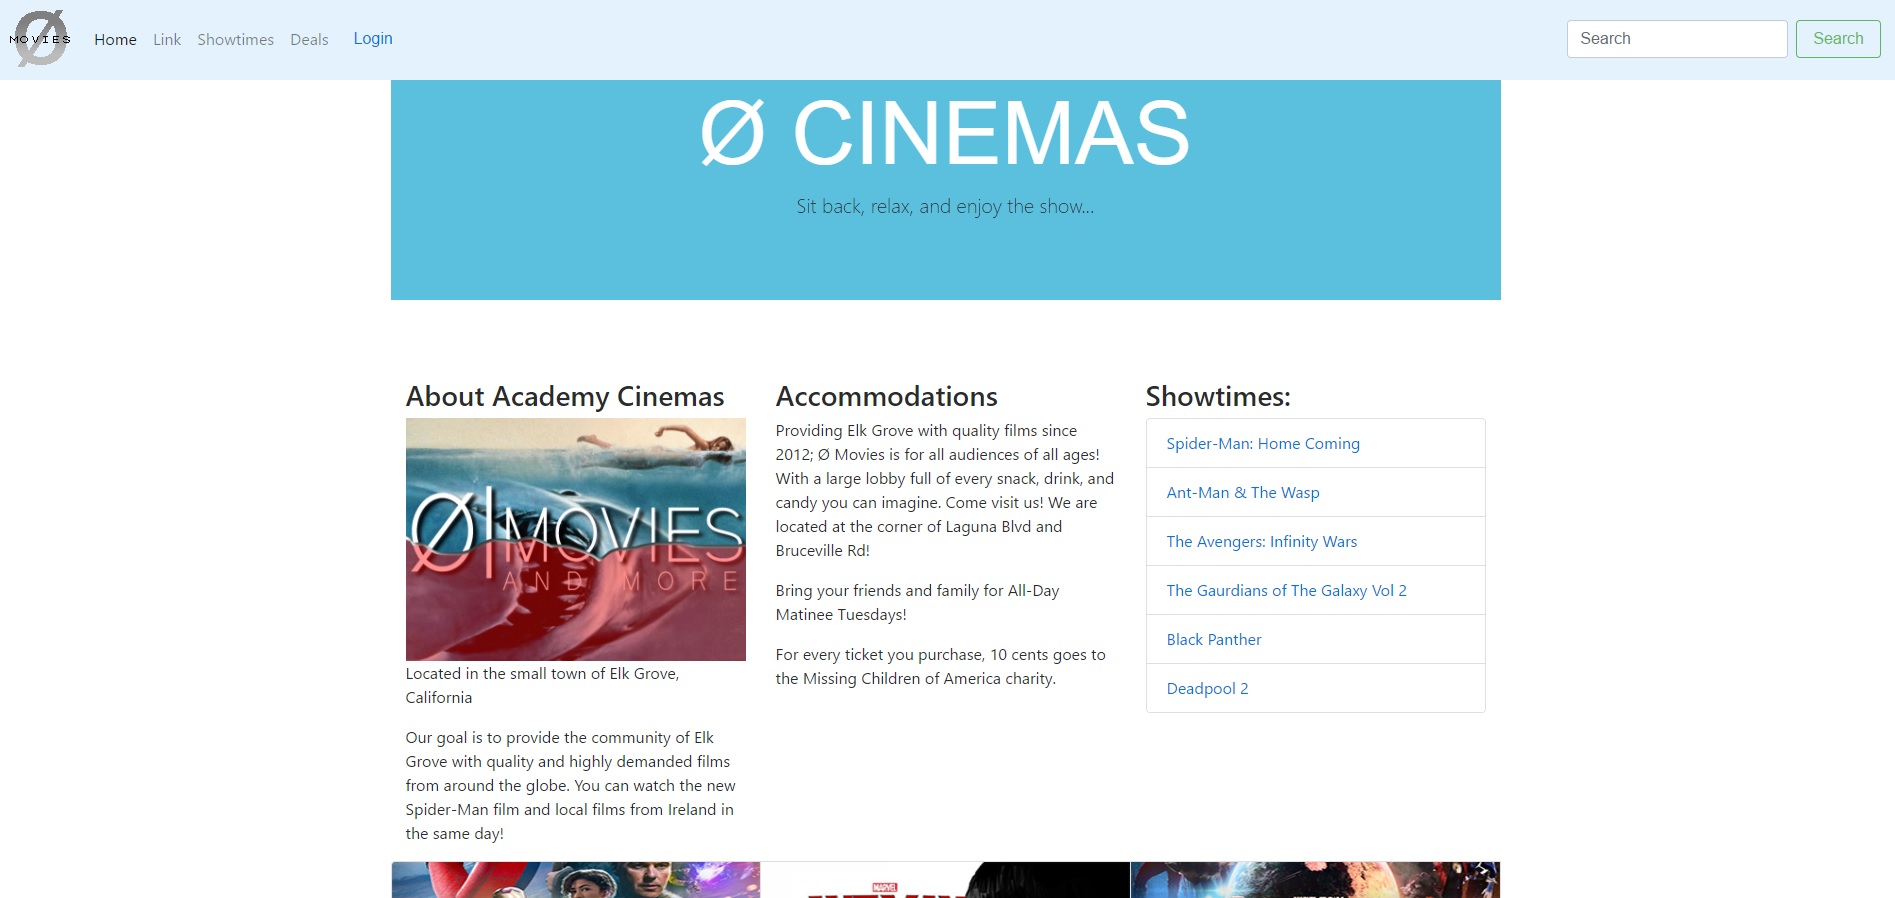 MOVIES
Home Link Showtimes Deals Login Search Search
Ø CINEMAS
Sit back, relax, and enjoy the show...
About Academy Cinemas
Ø|MOVIES
AND MORE
Located in the small town of Elk Grove,
California
Our goal is to provide the community of Elk
Grove with quality and highly demanded films
from around the globe. You can watch the new
Spider-Man film and local films from Ireland in
the same day!
Accommodations
Providing Elk Grove with quality films since
2012; Ø Movies is for all audiences of all ages!
With a large lobby full of every snack, drink, and
candy you can imagine. Come visit us! We are
located at the corner of Laguna Blvd and
Bruceville Rd!
Bring your friends and family for All-Day
Matinee Tuesdays!
For every ticket you purchase, 10 cents goes to
the Missing Children of America charity.
Showtimes:
Spider-Man: Home Coming
Ant-Man & The Wasp
The Avengers: Infinity Wars
The Gaurdians of The Galaxy Vol 2
Black Panther
Deadpool 2
MARVEL